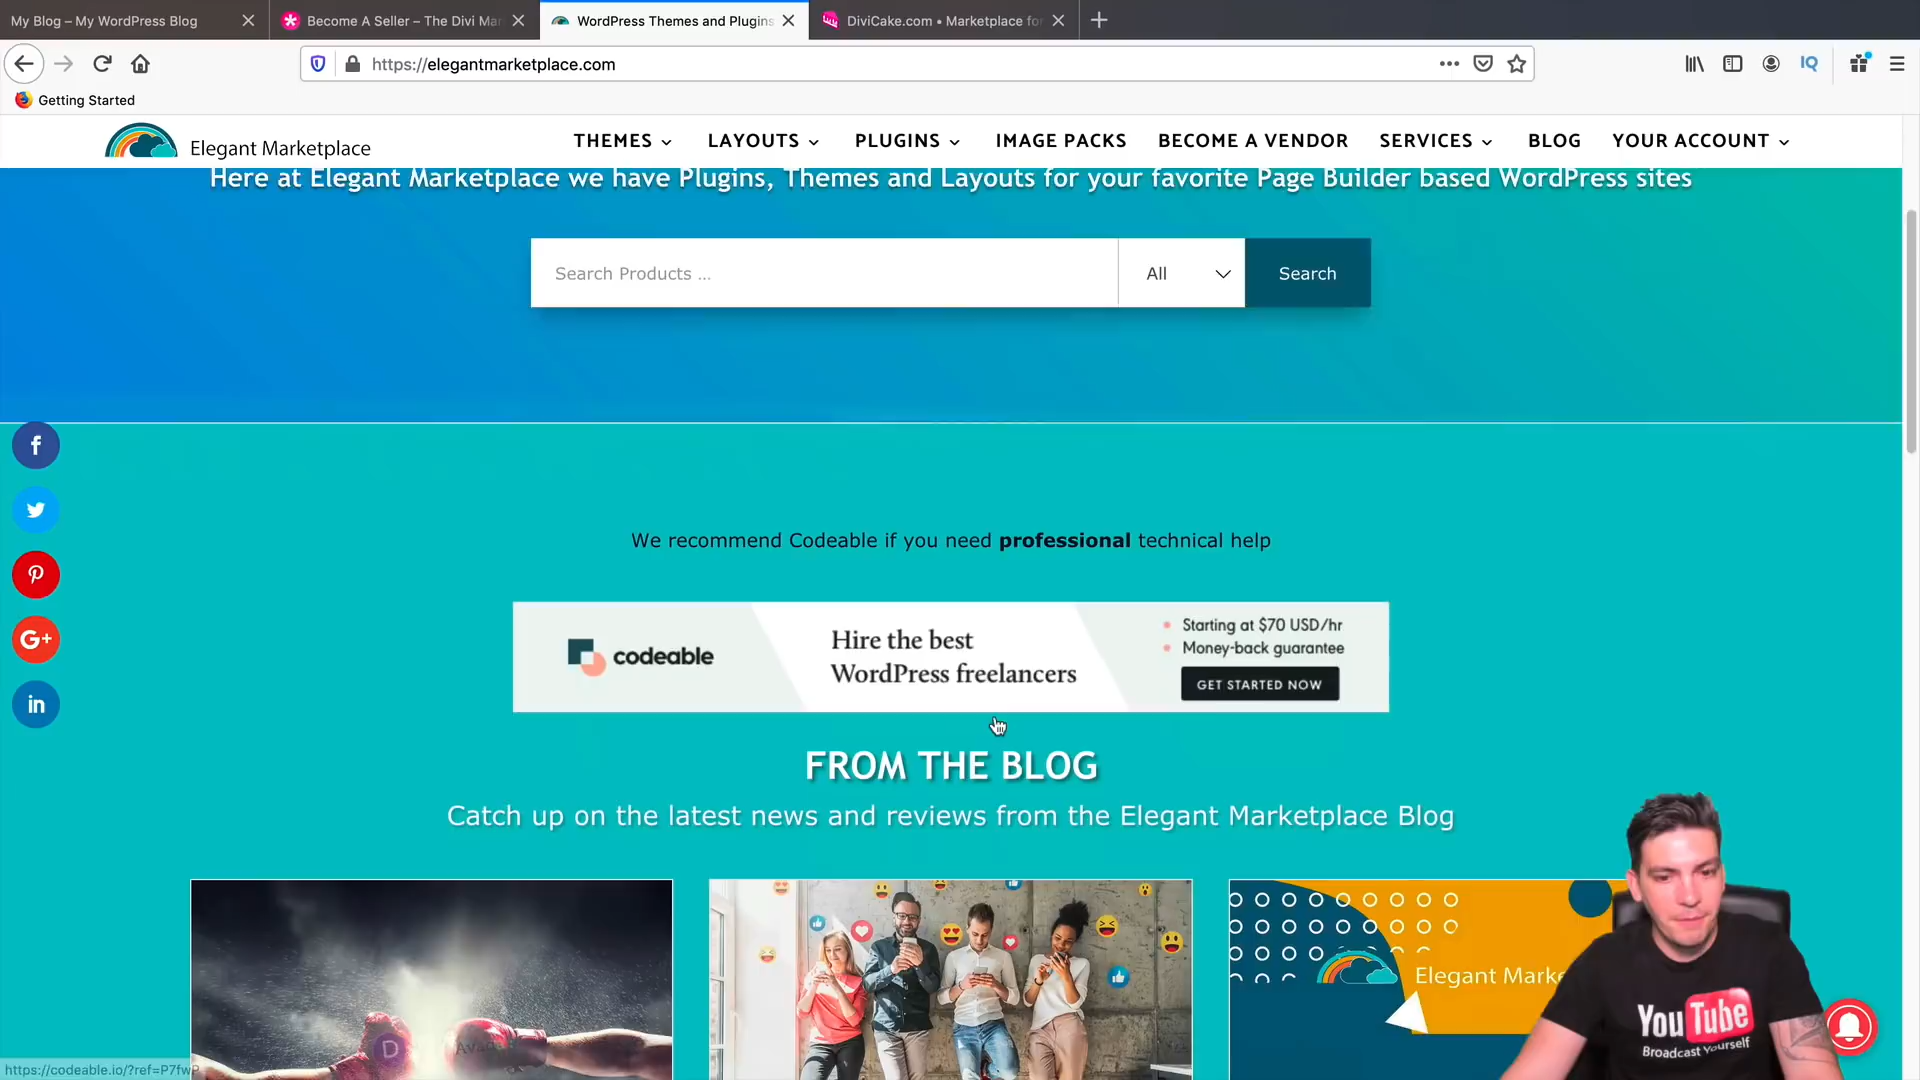 My Blog – My WordPress Blog
Become A Seller – The Divi Mar
WordPress Themes and Plugins
DiviCake.com • Marketplace for
https://elegantmarketplace.com
IQ
Getting Started
Elegant Marketplace
THEMES
LAYOUTS
PLUGINS
IMAGE PACKS
BECOME A VENDOR
SERVICES
BLOG
YOUR ACCOUNT
Here at Elegant Marketplace we have Plugins, Themes and Layouts for your favorite Page Builder based WordPress sites
Search Products ...
All
Search
f
G+
in
We recommend Codeable if you need professional technical help
codeable
Hire the best
WordPress freelancers
Starting at $70 USD/hr
Money-back guarantee
GET STARTED NOW
FROM THE BLOG
Catch up on the latest news and reviews from the Elegant Marketplace Blog
Elegant Marke
D
YouTube
Broadcast Yourself
https://codeable.io/?ref=P7fwP